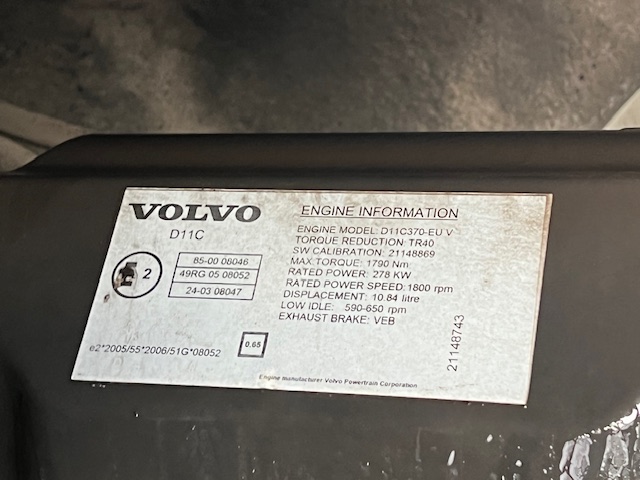 VOLVO
D11C
2
85-00 08046
49RG 05 08052
24-03 08047
e2*2005/55*2006/51G*08052
0.65
ENGINE INFORMATION
ENGINE MODEL: D11C370-EU V
TORQUE REDUCTION: TR40
SW CALIBRATION: 21148869
MAX.TORQUE: 1790 Nm
RATED POWER: 278 KW
RATED POWER SPEED: 1800 rpm
DISPLACEMENT: 10.84 litre
LOW IDLE: 590-650 rpm
EXHAUST BRAKE: VEB
21148743
Engine manufacturer Volvo Powertrain Corporation